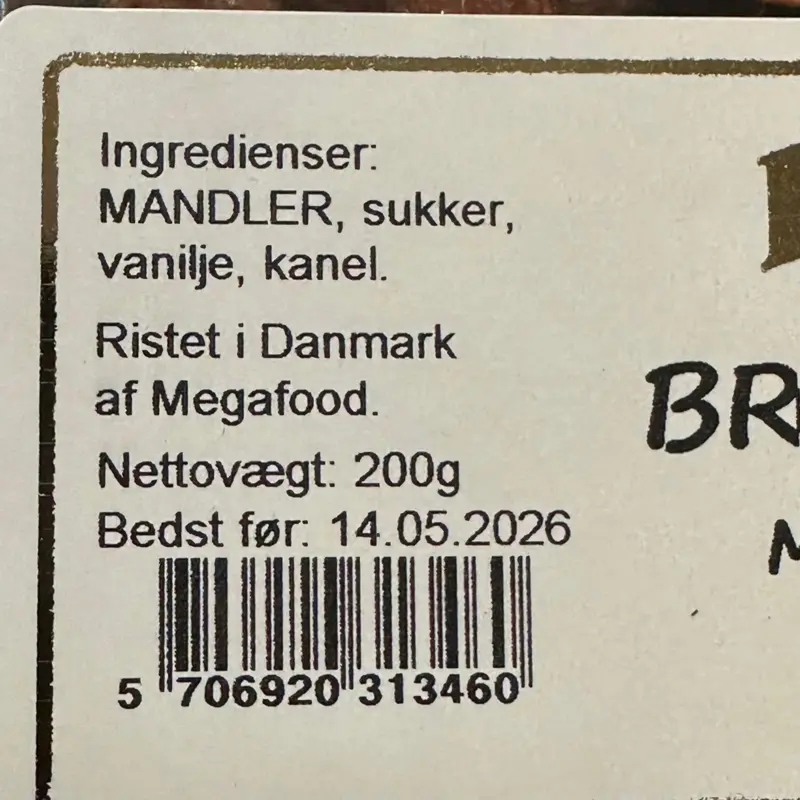 Ingredienser:
MANDLER, sukker,
vanilje, kanel.
Ristet i Danmark
af Megafood.
Nettovægt: 200g
Bedst før: 14.05.2026
5 706920 313460
BR